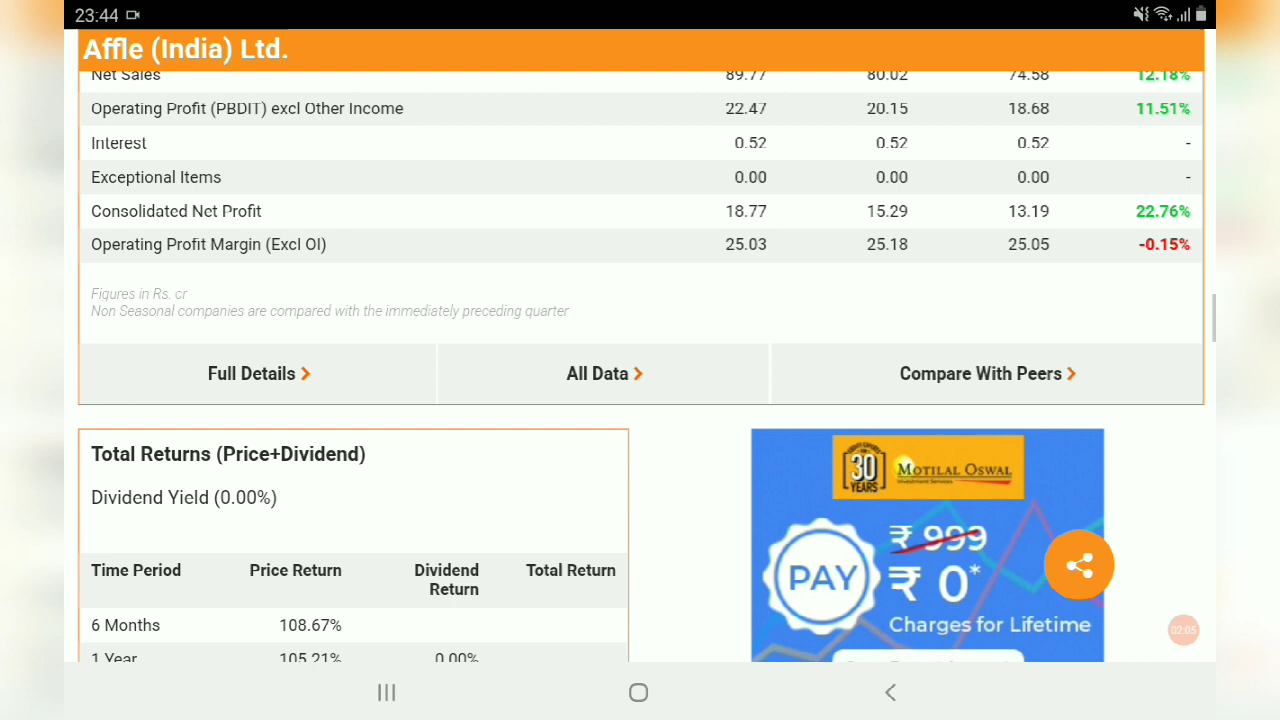 23:44
Affle (India) Ltd.
Net Sales 89.77 80.02 74.58 12.18%
Operating Profit (PBDIT) excl Other Income 22.47 20.15 18.68 11.51%
Interest 0.52 0.52 0.52 -
Exceptional Items 0.00 0.00 0.00 -
Consolidated Net Profit 18.77 15.29 13.19 22.76%
Operating Profit Margin (Excl OI) 25.03 25.18 25.05 -0.15%
Figures in Rs. cr
Non Seasonal companies are compared with the immediately preceding quarter
Full Details All Data Compare With Peers
Total Returns (Price+Dividend)
Dividend Yield (0.00%)
Time Period Price Return Dividend Return Total Return
6 Months 108.67%
1 Year 105.21% 0.00%
30
YEARS
MOTILAL OSWAL
Investment Services
PAY
₹ 999
₹ 0*
Charges for Lifetime
02:05